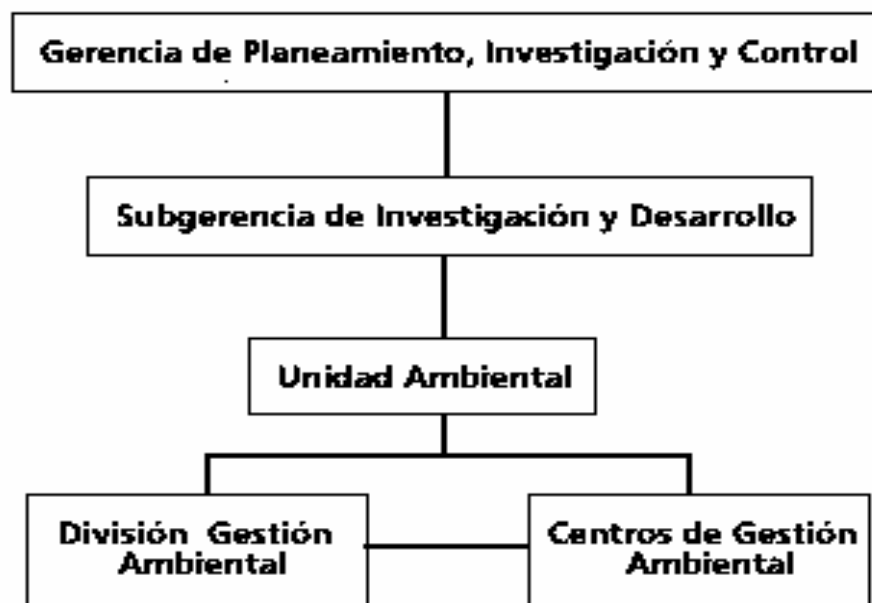 Gerencia de Planeamiento, Investigación y Control
Subgerencia de Investigación y Desarrollo
Unidad Ambiental
División Gestión
Ambiental
Centros de Gestión
Ambiental